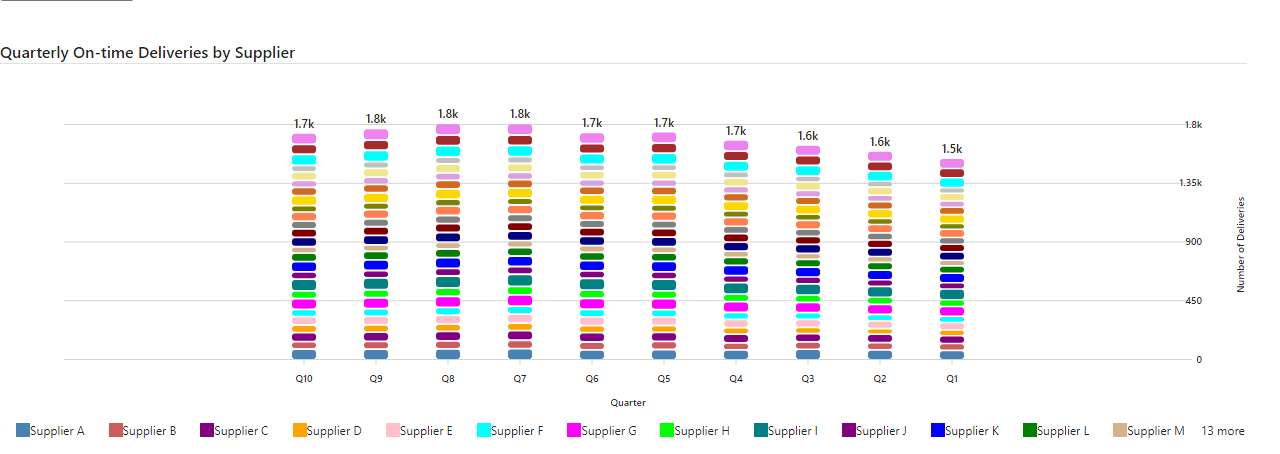 Quarterly On-time Deliveries by Supplier
1.7k 1.8k 1.8k 1.8k 1.7k 1.7k 1.7k 1.6k 1.6k 1.5k
1.8k
1.35k
900
450
0
Number of Deliveries
Q10 Q9 Q8 Q7 Q6 Q5 Q4 Q3 Q2 Q1
Quarter
Supplier A Supplier B Supplier C Supplier D Supplier E Supplier F Supplier G Supplier H Supplier I Supplier J Supplier K Supplier L Supplier M 13 more